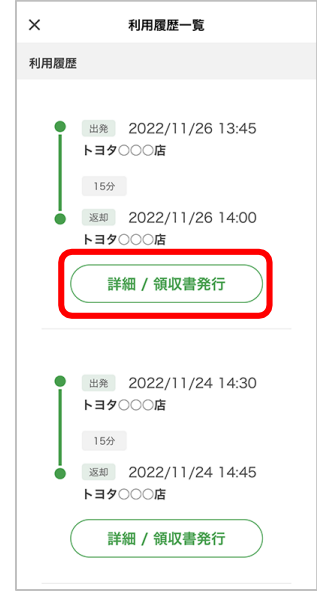 × 利用履歴一覧
利用履歴
出発 2022/11/26 13:45
トヨタ○○○店
15分
返却 2022/11/26 14:00
トヨタ○○○店
詳細 / 領収書発行
出発 2022/11/24 14:30
トヨタ○○○店
15分
返却 2022/11/24 14:45
トヨタ○○○店
詳細 / 領収書発行